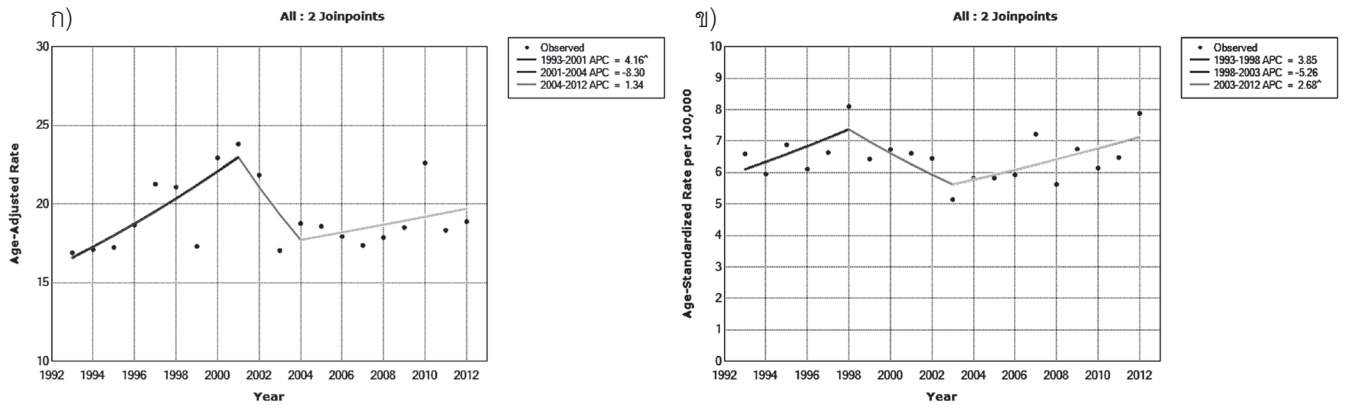 ก)
All : 2 Joinpoints
Age-Adjusted Rate
30
25
20
15
10
1992 1994 1996 1998 2000 2002 2004 2006 2008 2010 2012
Year
Observed
1993-2001 APC = 4.16^
2001-2004 APC = -8.30
2004-2012 APC = 1.34
ข)
All : 2 Joinpoints
Age-Standardized Rate per 100,000
10
9
8
7
6
5
4
3
2
1
0
1992 1994 1996 1998 2000 2002 2004 2006 2008 2010 2012
Year
Observed
1993-1998 APC = 3.85
1998-2003 APC = -5.26
2003-2012 APC = 2.68^